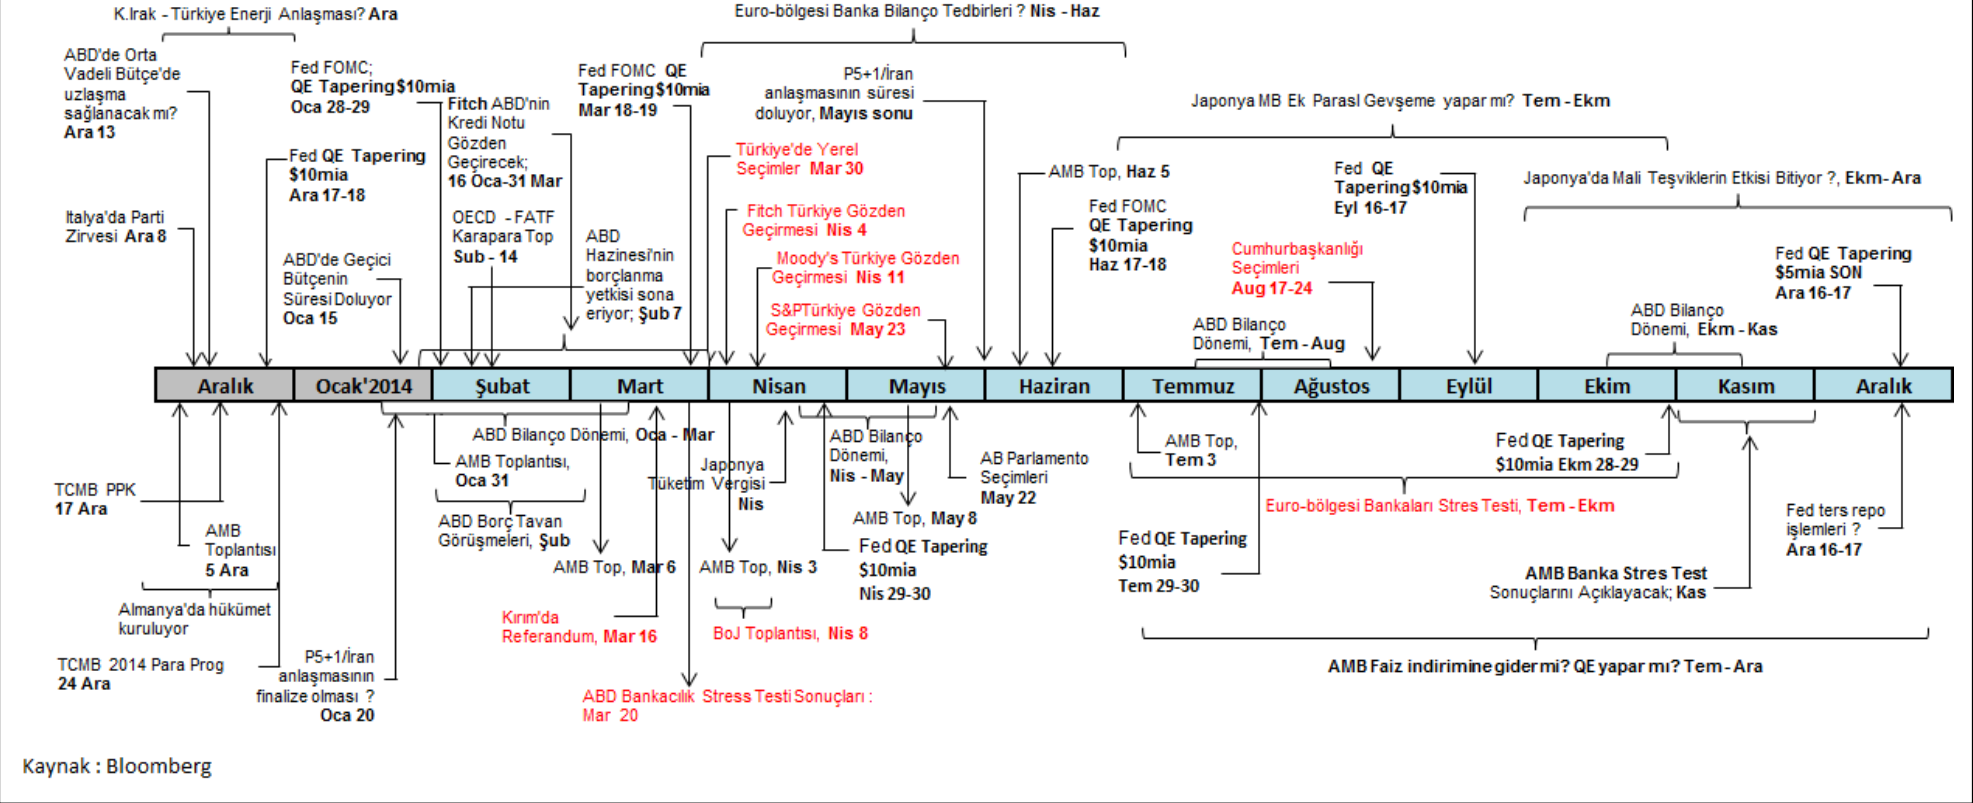 K.Irak - Türkiye Enerji Anlaşması? Ara
Euro-bölgesi Banka Bilanço Tedbirleri ? Nis - Haz
ABD'de Orta
Vadeli Bütçe'de
uzlaşma
sağlanacak mı?
Ara 13
Fed FOMC;
QE Tapering $10mia
Oca 28-29
Fitch ABD'nin
Kredi Notu
Gözden
Geçirecek;
16 Oca-31 Mar
Fed FOMC QE
Tapering $10mia
Mar 18-19
P5+1/İran
anlaşmasının süresi
doluyor, Mayıs sonu
Japonya MB Ek Parasl Gevşeme yapar mı? Tem - Ekm
Fed QE Tapering
$10mia
Ara 17-18
Türkiye'de Yerel
Seçimler Mar 30
AMB Top, Haz 5
Fed QE
Tapering $10mia
Eyl 16-17
Japonya'da Mali Teşviklerin Etkisi Bitiyor ?, Ekm- Ara
Italya'da Parti
Zirvesi Ara 8
OECD - FATF
Karapara Top
Sub - 14
Fitch Türkiye Gözden
Geçirmesi Nis 4
Fed FOMC
QE Tapering
$10mia
Haz 17-18
ABD'de Geçici
Bütçenin
Süresi Doluyor
Oca 15
ABD
Hazinesi'nin
borçlanma
yetkisi sona
eriyor; Şub 7
Moody's Türkiye Gözden
Geçirmesi Nis 11
S&PTürkiye Gözden
Geçirmesi May 23
Cumhurbaşkanlığı
Seçimleri
Aug 17-24
Fed QE Tapering
$5mia SON
Ara 16-17
ABD Bilanço
Dönemi, Tem - Aug
ABD Bilanço
Dönemi, Ekm - Kas
Aralık
Ocak'2014
Şubat
Mart
Nisan
Mayıs
Haziran
Temmuz
Ağustos
Eylül
Ekim
Kasım
Aralık
ABD Bilanço Dönemi, Oca - Mar
AMB Toplantısı,
Oca 31
Japonya
Tüketim Vergisi
Nis
ABD Bilanço
Dönemi,
Nis - May
AB Parlamento
Seçimleri
May 22
AMB Top,
Tem 3
Fed QE Tapering
$10mia Ekm 28-29
TCMB PPK
17 Ara
ABD Borç Tavan
Görüşmeleri, Şub
Euro-bölgesi Bankaları Stres Testi, Tem - Ekm
AMB
Toplantısı
5 Ara
AMB Top, May 8
Fed ters repo
işlemleri ?
Ara 16-17
AMB Top, Mar 6
AMB Top, Nis 3
Fed QE Tapering
$10mia
Nis 29-30
Fed QE Tapering
$10mia
Tem 29-30
AMB Banka Stres Test
Sonuçlarını Açıklayacak; Kas
Almanya'da hükümet
kuruluyor
Kırım'da
Referandum, Mar 16
BoJ Toplantısı, Nis 8
TCMB 2014 Para Prog
24 Ara
P5+1/İran
anlaşmasının
finalize olması ?
Oca 20
AMB Faiz indirimine gider mi? QE yapar mı? Tem - Ara
ABD Bankacılık Stress Testi Sonuçları :
Mar 20
Kaynak : Bloomberg